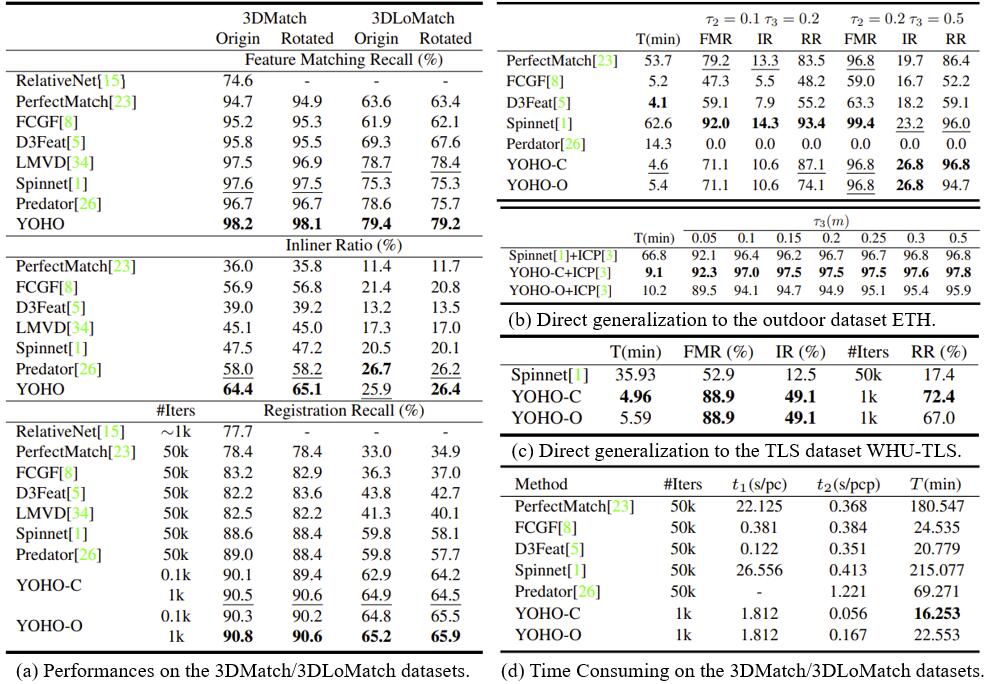 3DMatch 3DLoMatch
Origin Rotated Origin Rotated
Feature Matching Recall (%)
RelativeNet[15] 74.6 - - -
PerfectMatch[23] 94.7 94.9 63.6 63.4
FCGF[8] 95.2 95.3 61.9 62.1
D3Feat[5] 95.8 95.5 69.3 67.6
LMVD[34] 97.5 96.9 78.7 78.4
Spinnet[1] 97.6 97.5 75.3 75.3
Predator[26] 96.7 96.7 78.6 75.7
YOHO 98.2 98.1 79.4 79.2
Inliner Ratio (%)
PerfectMatch[23] 36.0 35.8 11.4 11.7
FCGF[8] 56.9 56.8 21.4 20.8
D3Feat[5] 39.0 39.2 13.2 13.5
LMVD[34] 45.1 45.0 17.3 17.0
Spinnet[1] 47.5 47.2 20.5 20.1
Predator[26] 58.0 58.2 26.7 26.2
YOHO 64.4 65.1 25.9 26.4
#Iters Registration Recall (%)
RelativeNet[15] ~1k 77.7 - - -
PerfectMatch[23] 50k 78.4 78.4 33.0 34.9
FCGF[8] 50k 83.2 82.9 36.3 37.0
D3Feat[5] 50k 82.2 83.6 43.8 42.7
LMVD[34] 50k 82.5 82.2 41.3 40.1
Spinnet[1] 50k 88.6 88.4 59.8 58.1
Predator[26] 50k 89.0 88.4 59.8 57.7
YOHO-C 0.1k 90.1 89.4 62.9 64.2
1k 90.5 90.6 64.9 64.5
YOHO-O 0.1k 90.3 90.2 64.8 65.5
1k 90.8 90.6 65.2 65.9
(a) Performances on the 3DMatch/3DLoMatch datasets.
τ2 = 0.1 τ3 = 0.2 τ2 = 0.2 τ3 = 0.5
T(min) FMR IR RR FMR IR RR
PerfectMatch[23] 53.7 79.2 13.3 83.5 96.8 19.7 86.4
FCGF[8] 5.2 47.3 5.5 48.2 59.0 16.7 52.2
D3Feat[5] 4.1 59.1 7.9 55.2 63.3 18.2 59.1
Spinnet[1] 62.6 92.0 14.3 93.4 99.4 23.2 96.0
Perdator[26] 14.3 0.0 0.0 0.0 0.0 0.0 0.0
YOHO-C 4.6 71.1 10.6 87.1 96.8 26.8 96.8
YOHO-O 5.4 71.1 10.6 74.1 96.8 26.8 94.7
τ3(m)
T(min) 0.05 0.1 0.15 0.2 0.25 0.3 0.5
Spinnet[1]+ICP[3] 66.8 92.1 96.4 96.2 96.7 96.7 96.8 96.8
YOHO-C+ICP[3] 9.1 92.3 97.0 97.5 97.5 97.5 97.6 97.8
YOHO-O+ICP[3] 10.2 89.5 94.1 94.7 94.9 95.1 95.4 95.9
(b) Direct generalization to the outdoor dataset ETH.
T(min) FMR (%) IR (%) #Iters RR (%)
Spinnet[1] 35.93 52.9 12.5 50k 17.4
YOHO-C 4.96 88.9 49.1 1k 72.4
YOHO-O 5.59 88.9 49.1 1k 67.0
(c) Direct generalization to the TLS dataset WHU-TLS.
Method #Iters t1(s/pc) t2(s/pcp) T(min)
PerfectMatch[23] 50k 22.125 0.368 180.547
FCGF[8] 50k 0.381 0.384 24.535
D3Feat[5] 50k 0.122 0.351 20.779
Spinnet[1] 50k 26.556 0.413 215.077
Predator[26] 50k - 1.221 69.271
YOHO-C 1k 1.812 0.056 16.253
YOHO-O 1k 1.812 0.167 22.553
(d) Time Consuming on the 3DMatch/3DLoMatch datasets.